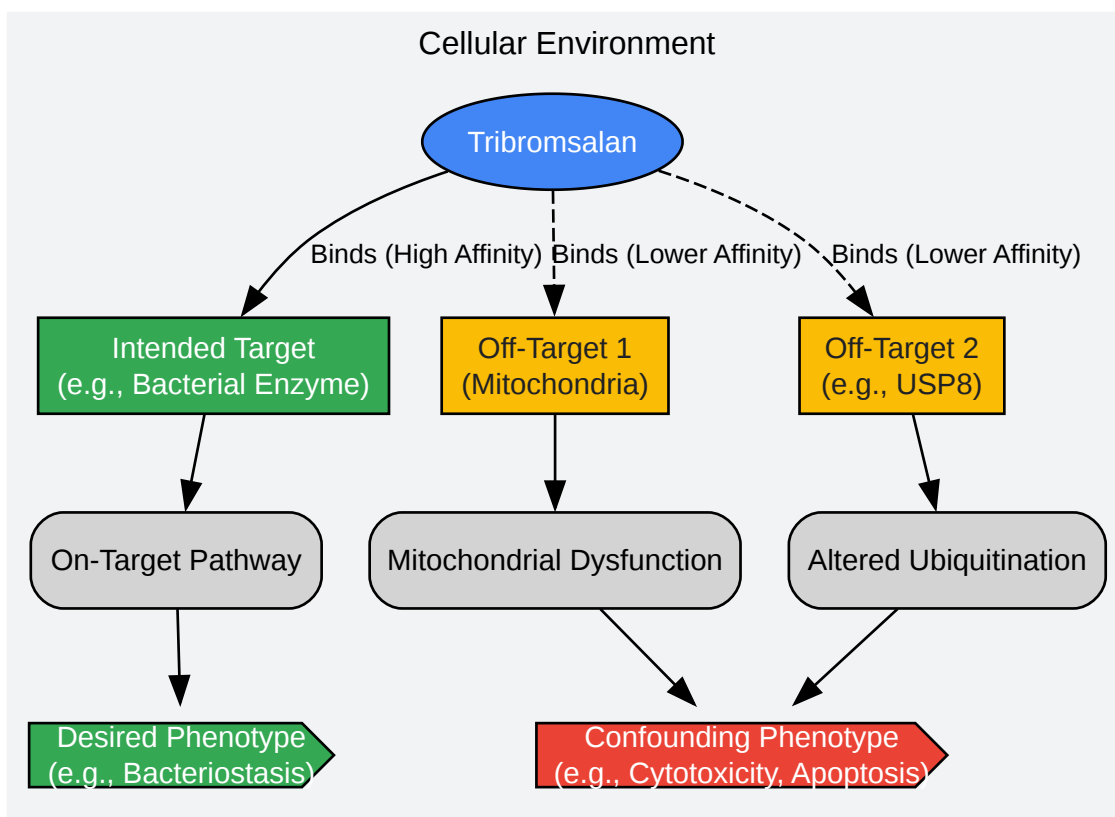 Cellular Environment
Tribromsalan
Binds (High Affinity)
Binds (Lower Affinity)
Binds (Lower Affinity)
Intended Target
(e.g., Bacterial Enzyme)
Off-Target 1
(Mitochondria)
Off-Target 2
(e.g., USP8)
On-Target Pathway
Mitochondrial Dysfunction
Altered Ubiquitination
Desired Phenotype
(e.g., Bacteriostasis)
Confounding Phenotype
(e.g., Cytotoxicity, Apoptosis)